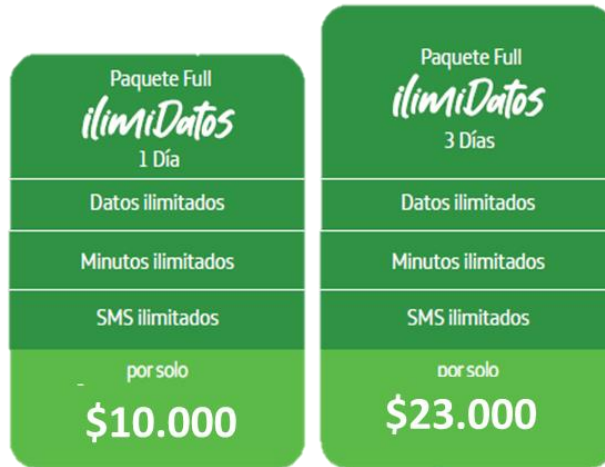 Paquete Full
ilimiDatos
1 Día
Datos ilimitados
Minutos ilimitados
SMS ilimitados
por solo
$10.000
Paquete Full
ilimiDatos
3 Días
Datos ilimitados
Minutos ilimitados
SMS ilimitados
por solo
$23.000